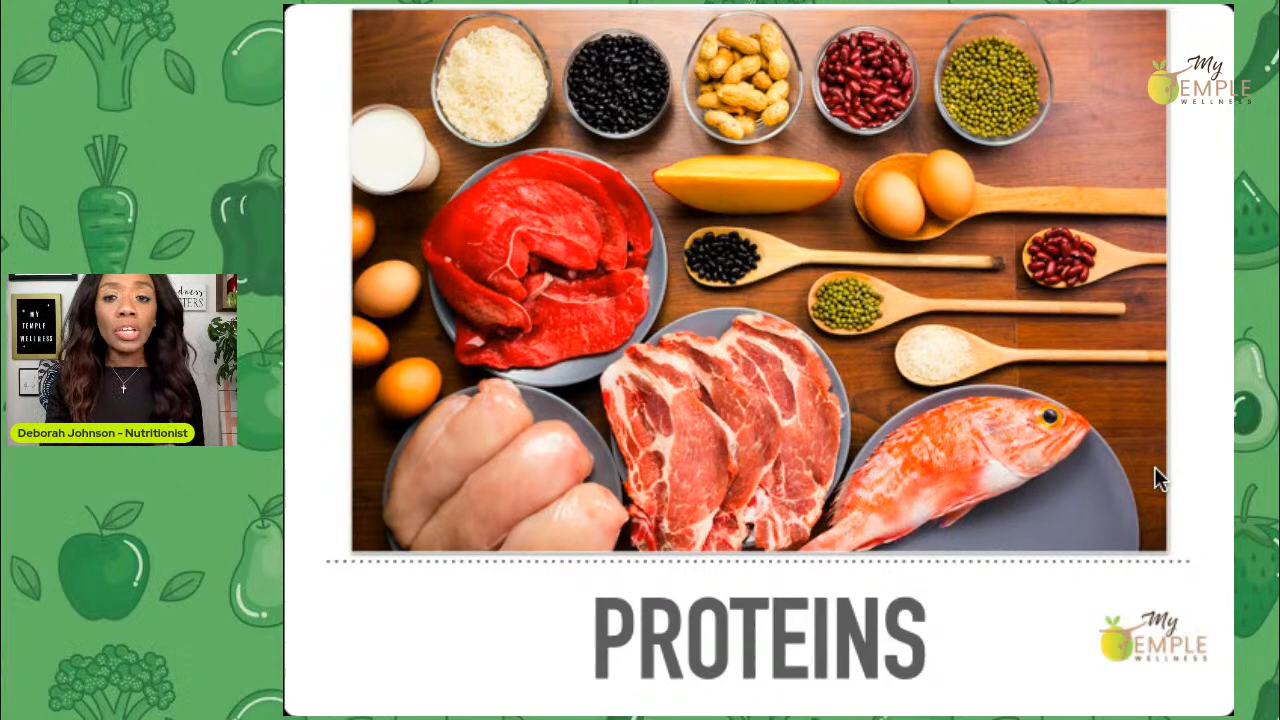 My
TEMPLE
WELLNESS
MY
TEMPLE
WELLNESS
Deborah Johnson - Nutritionist
PROTEINS
My
TEMPLE
WELLNESS